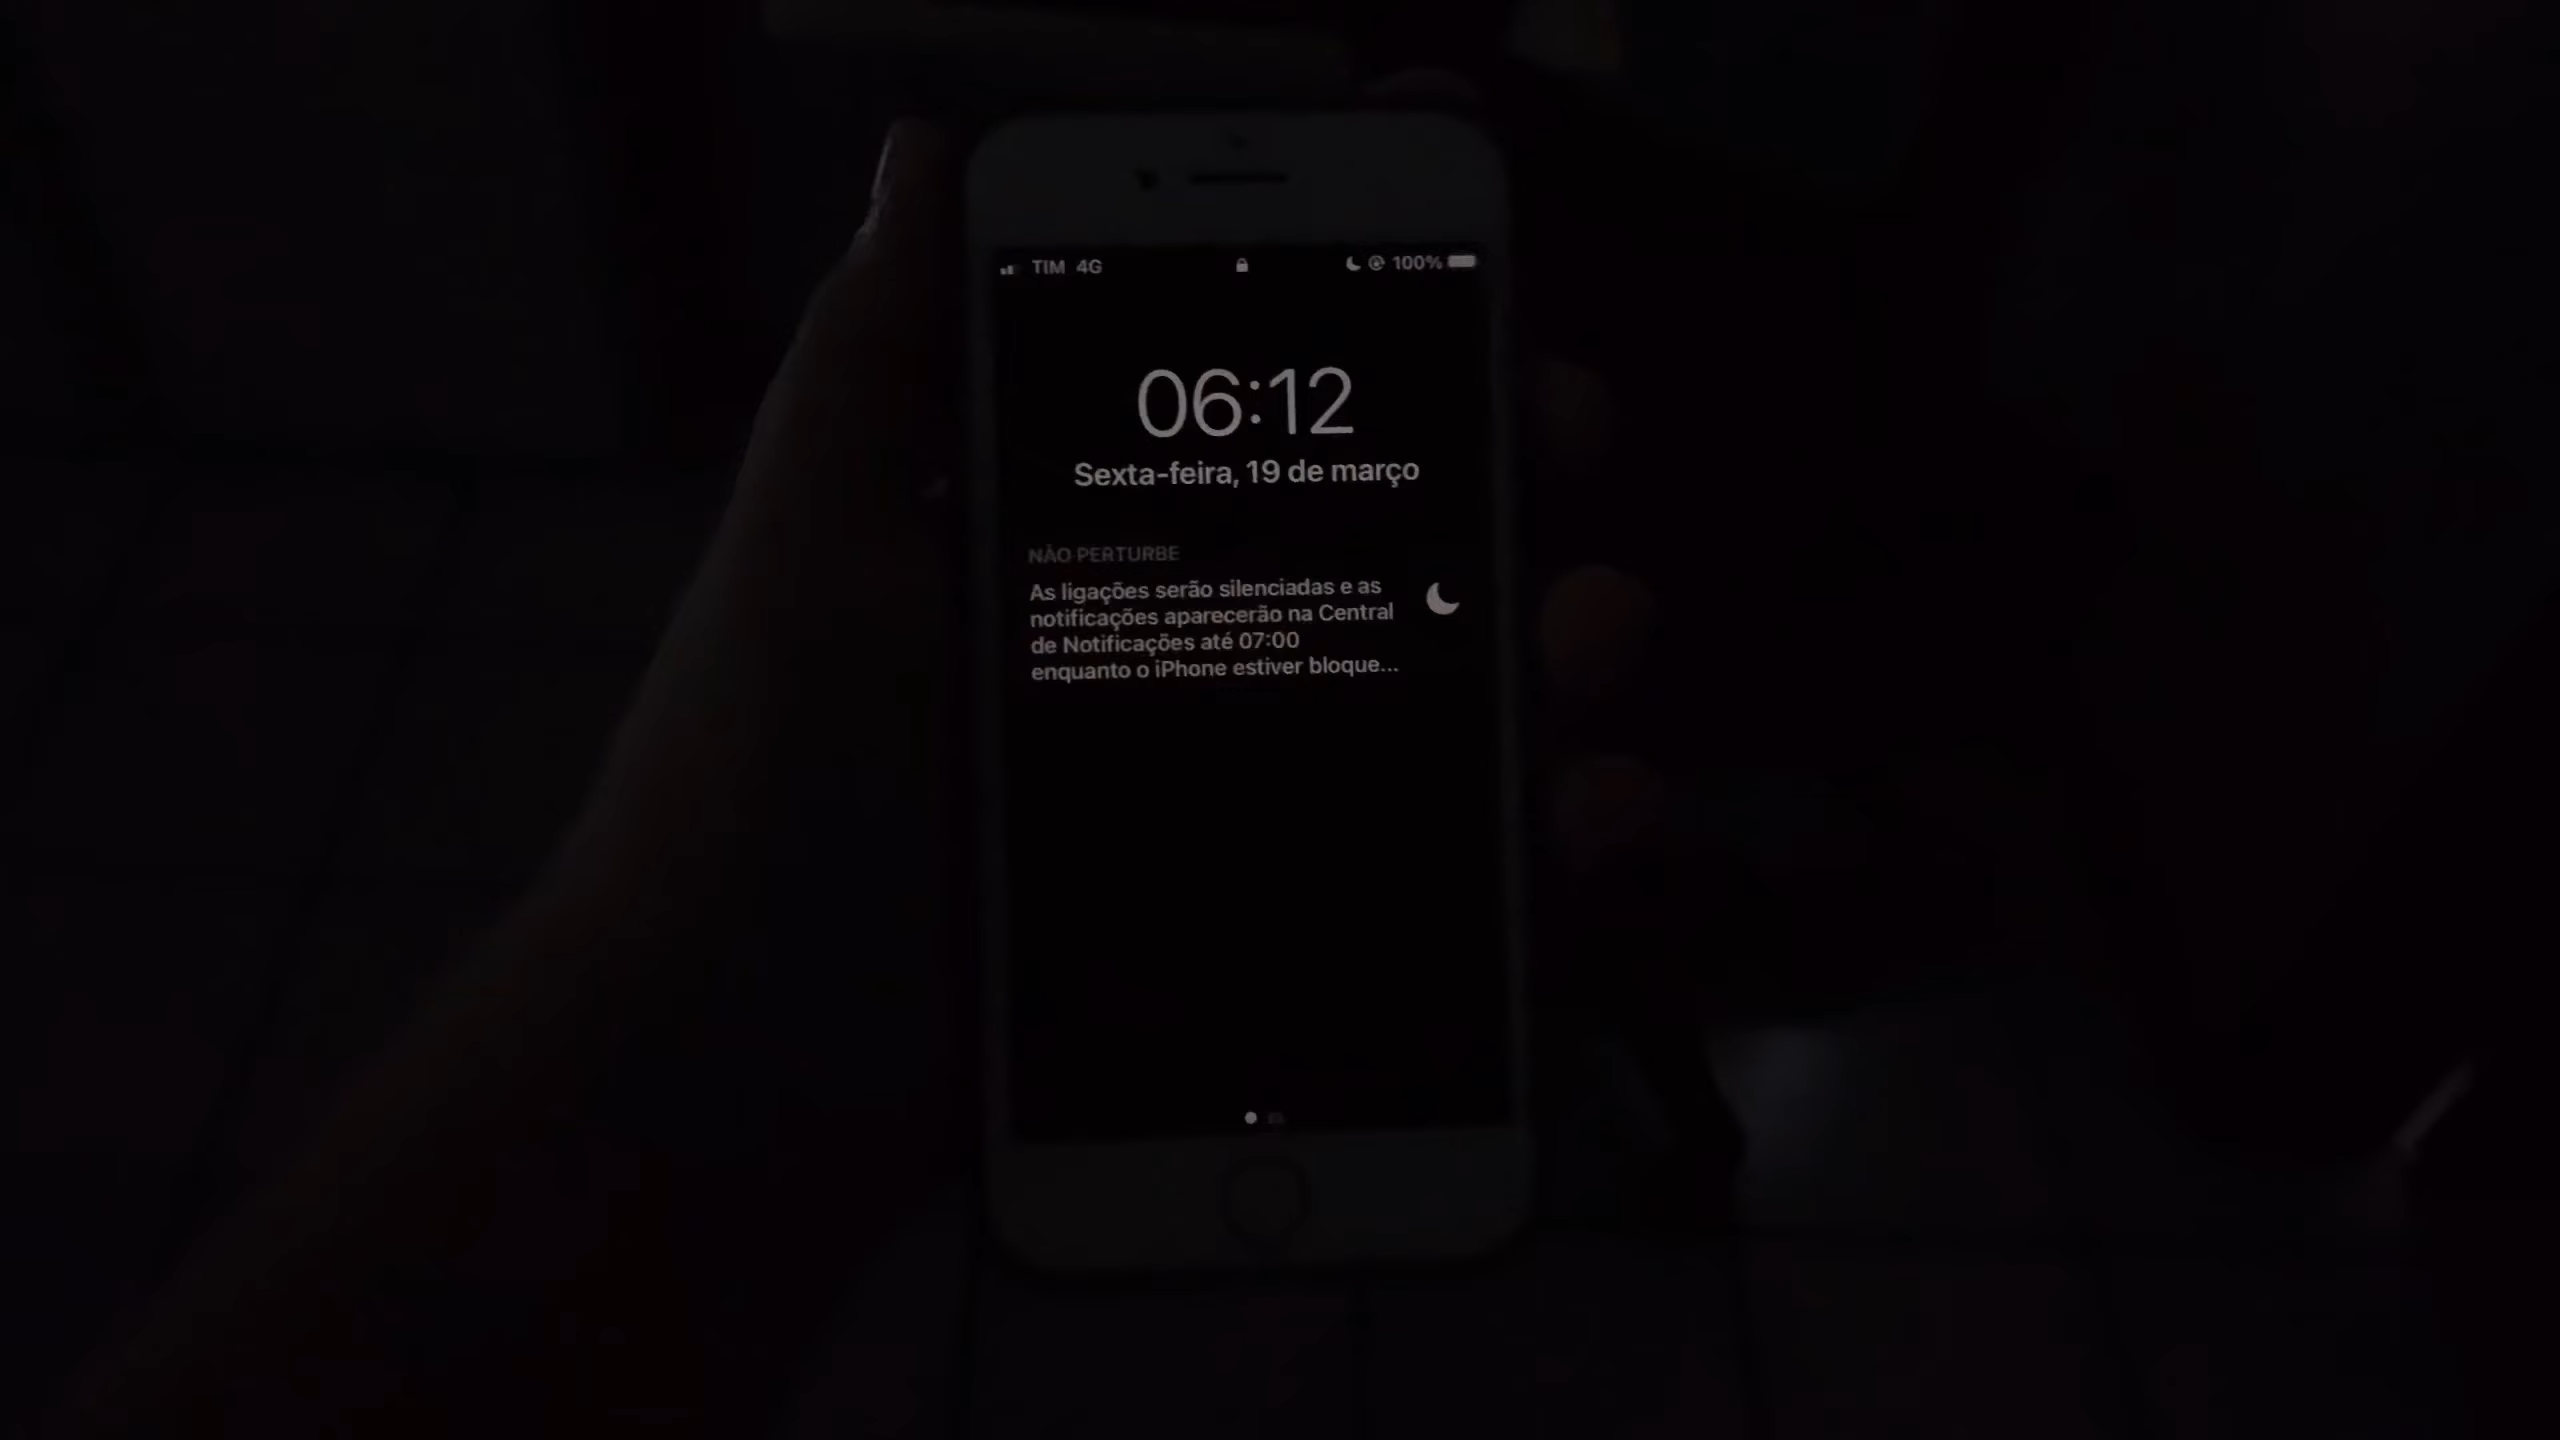 TIM 4G 100%
06:12
Sexta-feira, 19 de março
NÃO PERTURBE
As ligações serão silenciadas e as
notificações aparecerão na Central
de Notificações até 07:00
enquanto o iPhone estiver bloque...